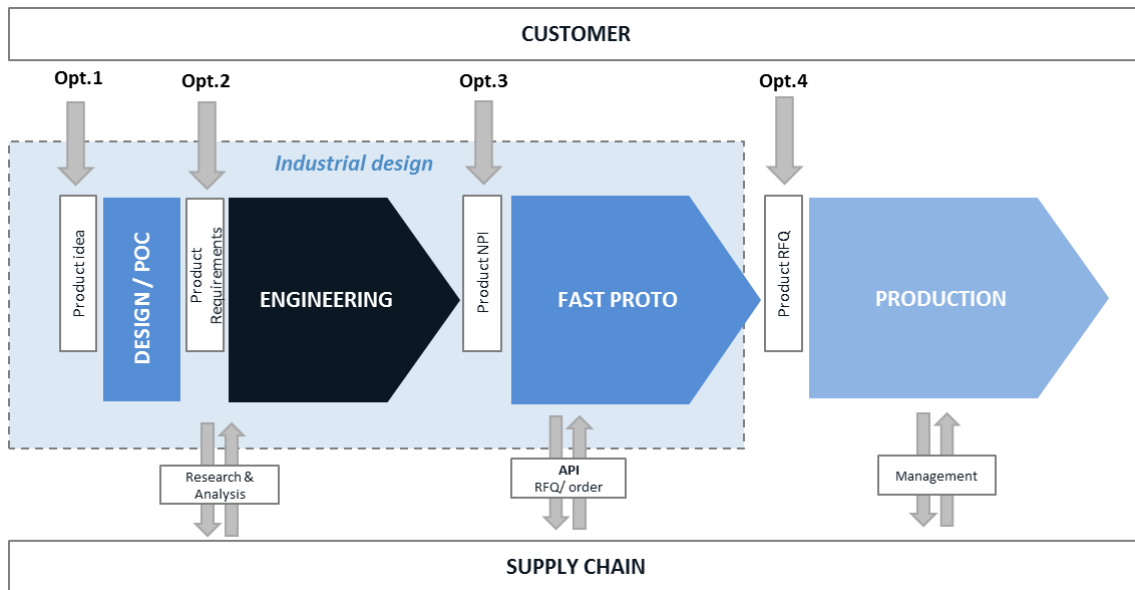 CUSTOMER
Opt.1
Opt.2
Opt.3
Opt.4
Industrial design
Product idea
DESIGN / POC
Product
Requirements
ENGINEERING
Product NPI
FAST PROTO
Product RFQ
PRODUCTION
Research &
Analysis
API
RFQ/ order
Management
SUPPLY CHAIN